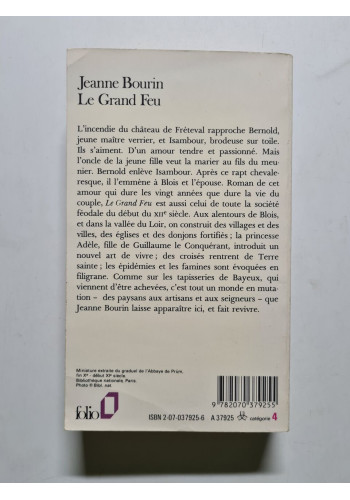 Jeanne Bourin
Le Grand Feu
L'incendie du château de Fréteval rapproche Bernold,
jeune maître verrier, et Isambour, brodeuse sur toile.
Ils s'aiment. D'un amour tendre et passionné. Mais
l'oncle de la jeune fille veut la marier au fils du meu-
nier. Bernold enlève Isambour. Après ce rapt chevale-
resque, il l'emmène à Blois et l'épouse. Roman de cet
amour qui dure les vingt années que dure la vie du
couple, Le Grand Feu est aussi celui de toute la société
féodale du début du XIIe siècle. Aux alentours de Blois,
et dans la vallée du Loir, on construit des villages et des
villes, des églises et des donjons fortifiés ; la princesse
Adèle, fille de Guillaume le Conquérant, introduit un
nouvel art de vivre ; des croisés rentrent de Terre
sainte ; les épidémies et les famines sont évoquées en
filigrane. Comme sur les tapisseries de Bayeux, qui
viennent d'être achevées, c'est tout un monde en muta-
tion – des paysans aux artisans et aux seigneurs – que
Jeanne Bourin laisse apparaître ici, et fait revivre.
Miniature extraite du graduel de l'Abbaye de Prüm,
fin Xe - début XIe siècle.
Bibliothèque nationale, Paris.
Photo © Bibl. nat.
9 782070 379255
folio
ISBN 2-07-037925-6
A 37925
catégorie 4